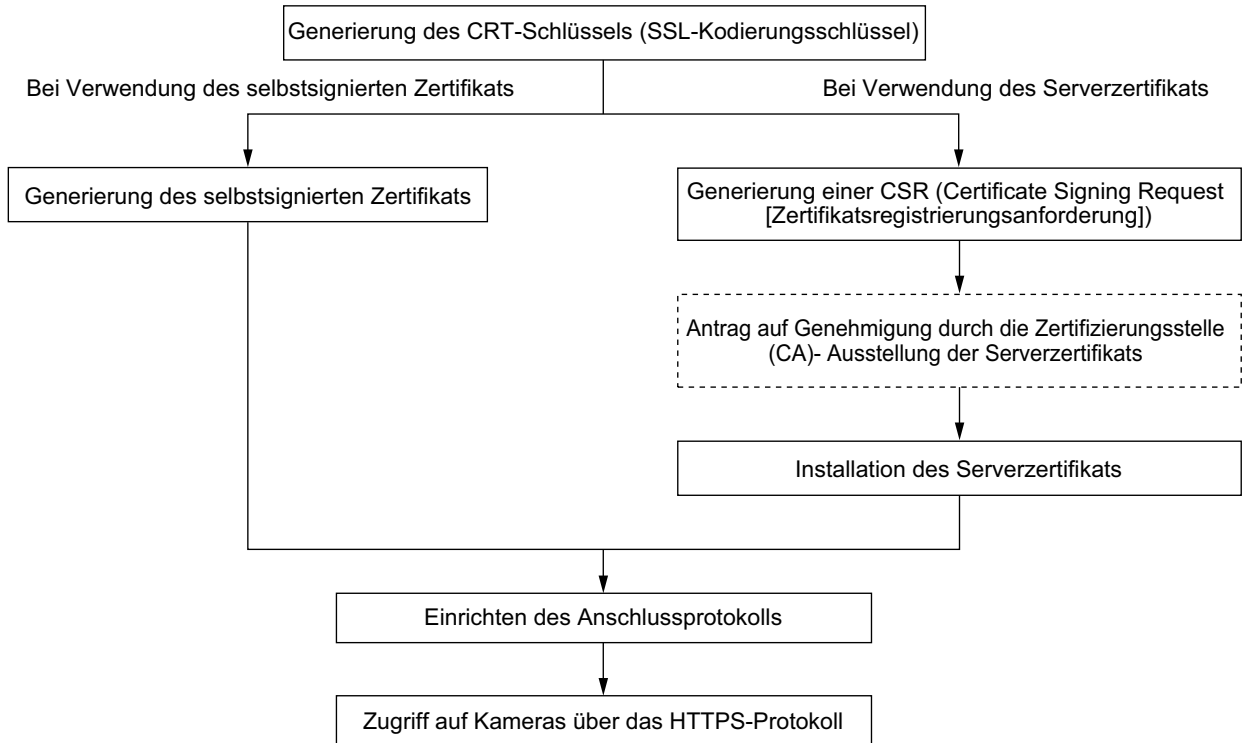 Generierung des CRT-Schlüssels (SSL-Kodierungsschlüssel)
Bei Verwendung des selbstsignierten Zertifikats
Bei Verwendung des Serverzertifikats
Generierung des selbstsignierten Zertifikats
Generierung einer CSR (Certificate Signing Request
[Zertifikatsregistrierungsanforderung])
Antrag auf Genehmigung durch die Zertifizierungsstelle
(CA)- Ausstellung der Serverzertifikats
Installation des Serverzertifikats
Einrichten des Anschlussprotokolls
Zugriff auf Kameras über das HTTPS-Protokoll